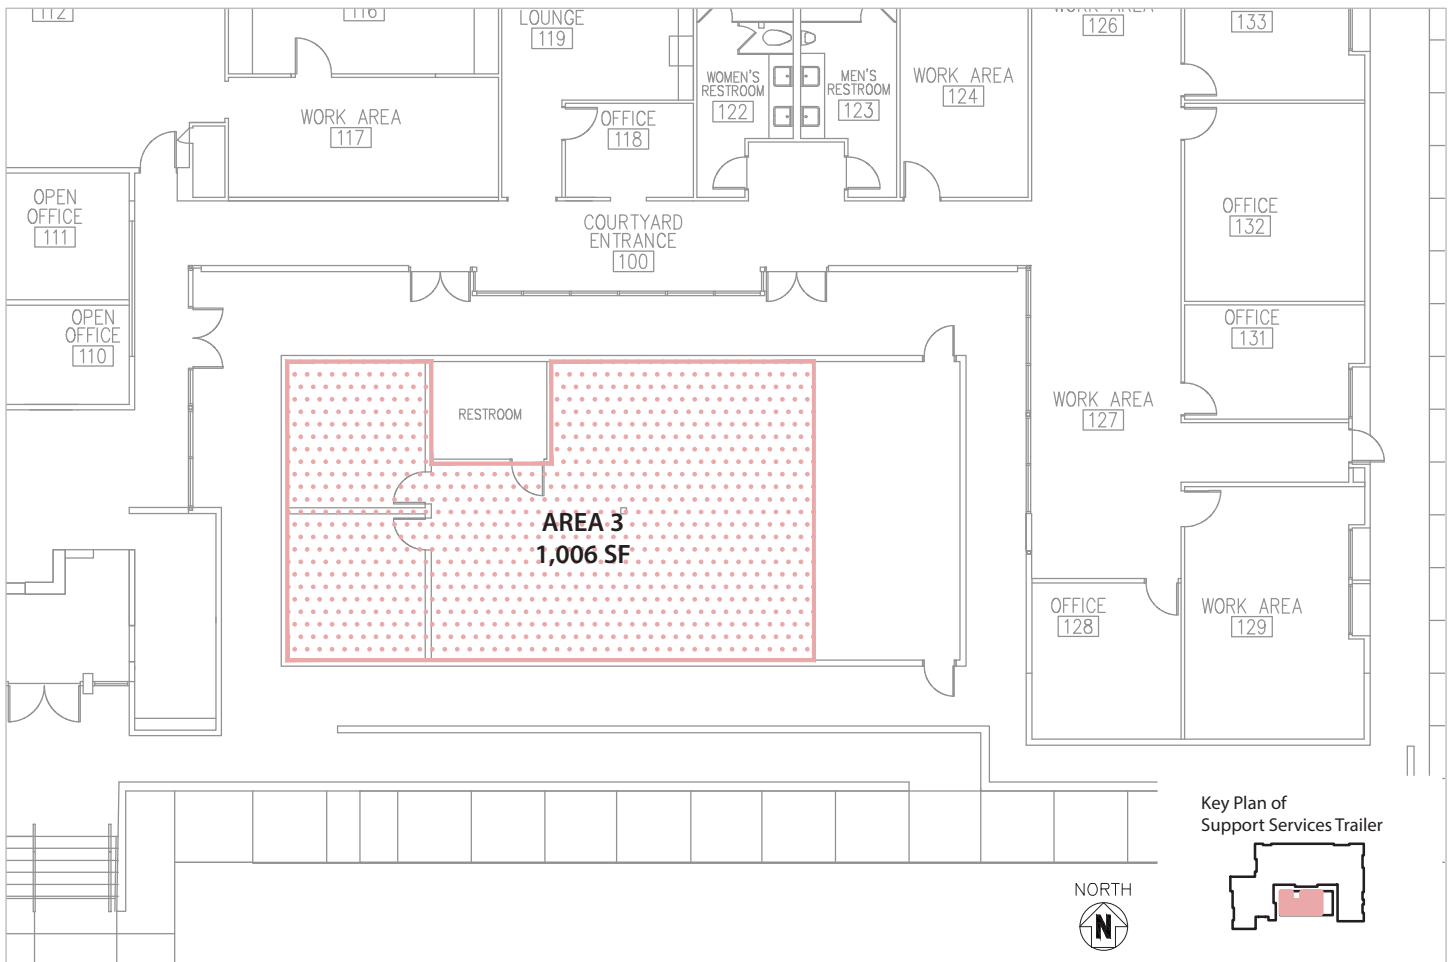 112
116
LOUNGE
119
WORK AREA
126
133
WOMEN'S
RESTROOM
122
MEN'S
RESTROOM
123
WORK AREA
124
WORK AREA
117
OFFICE
118
OPEN
OFFICE
111
COURTYARD
ENTRANCE
100
OFFICE
132
OPEN
OFFICE
110
OFFICE
131
RESTROOM
WORK AREA
127
AREA 3
1,006 SF
OFFICE
128
WORK AREA
129
Key Plan of
Support Services Trailer
NORTH
N